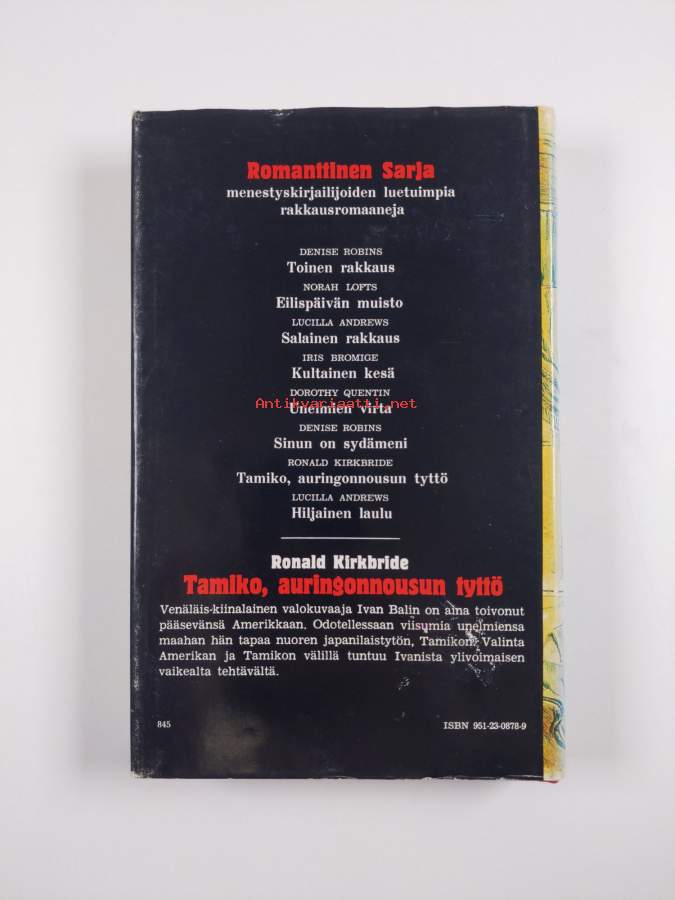 Romanttinen Sarja
menestyskirjailijoiden luetuimpia
rakkausromaaneja
DENISE ROBINS
Toinen rakkaus
NORAH LOFTS
Eilispäivän muisto
LUCILLA ANDREWS
Salainen rakkaus
IRIS BROMIGE
Kultainen kesä
DOROTHY QUENTIN
Antikvariaatti.net
Unelmien virta
DENISE ROBINS
Sinun on sydämeni
RONALD KIRKBRIDE
Tamiko, auringonnousun tyttö
LUCILLA ANDREWS
Hiljainen laulu
Ronald Kirkbride
Tamiko, auringonnousun tyttö
Venäläis-kiinalainen valokuvaaja Ivan Balin on aina toivonut
pääsevänsä Amerikkaan. Odotellessaan viisumia unelmiensa
maahan hän tapaa nuoren japanilaistytön, Tamikon. Valinta
Amerikan ja Tamikon välillä tuntuu Ivanista ylivoimaisen
vaikealta tehtävältä.
845
ISBN 951-23-0878-9